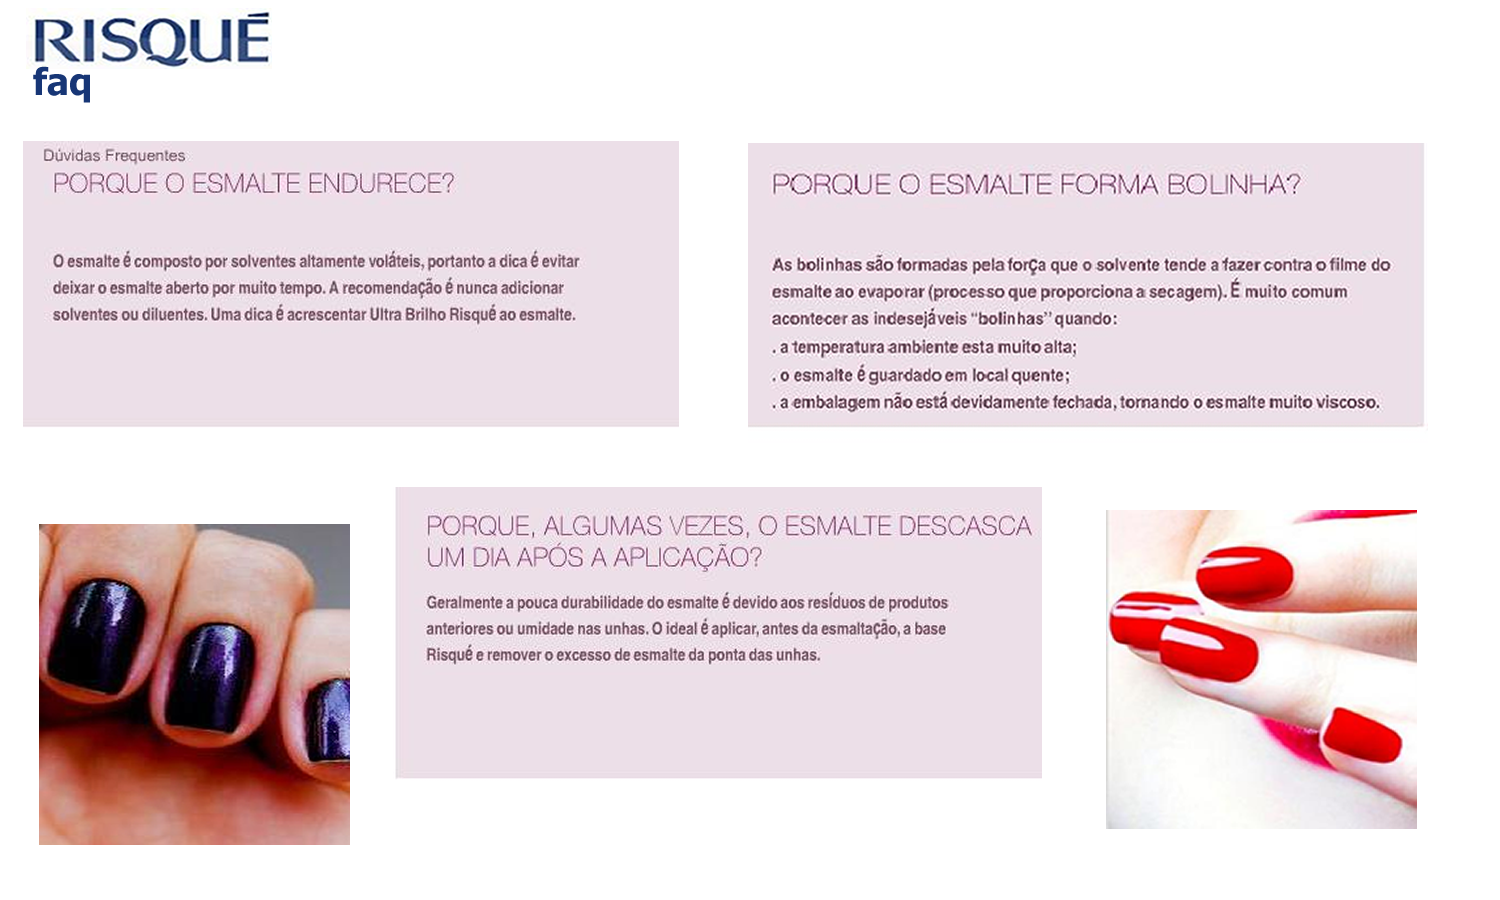 RISQUÉ
faq
Dúvidas Frequentes
PORQUE O ESMALTE ENDURECE?
O esmalte é composto por solventes altamente voláteis, portanto a dica é evitar
deixar o esmalte aberto por muito tempo. A recomendação é nunca adicionar
solventes ou diluentes. Uma dica é acrescentar Ultra Brilho Risqué ao esmalte.
PORQUE O ESMALTE FORMA BOLINHA?
As bolinhas são formadas pela força que o solvente tende a fazer contra o filme do
esmalte ao evaporar (processo que proporciona a secagem). É muito comum
acontecer as indesejáveis “bolinhas” quando:
. a temperatura ambiente esta muito alta;
. o esmalte é guardado em local quente;
. a embalagem não está devidamente fechada, tornando o esmalte muito viscoso.
PORQUE, ALGUMAS VEZES, O ESMALTE DESCASCA
UM DIA APÓS A APLICAÇÃO?
Geralmente a pouca durabilidade do esmalte é devido aos resíduos de produtos
anteriores ou umidade nas unhas. O ideal é aplicar, antes da esmaltação, a base
Risqué e remover o excesso de esmalte da ponta das unhas.